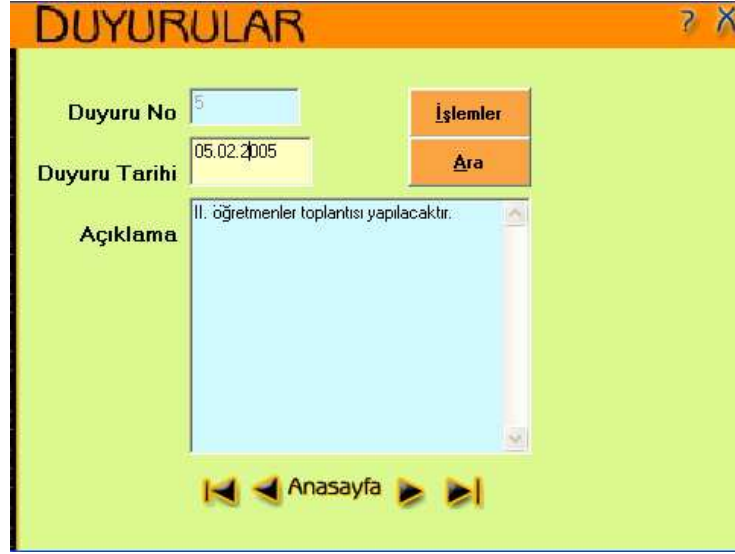 DUYURULAR ? X
Duyuru No 5 İşlemler
Duyuru Tarihi 05.02.2005 Ara
Açıklama II. öğretmenler toplantısı yapılacaktır.
Anasayfa